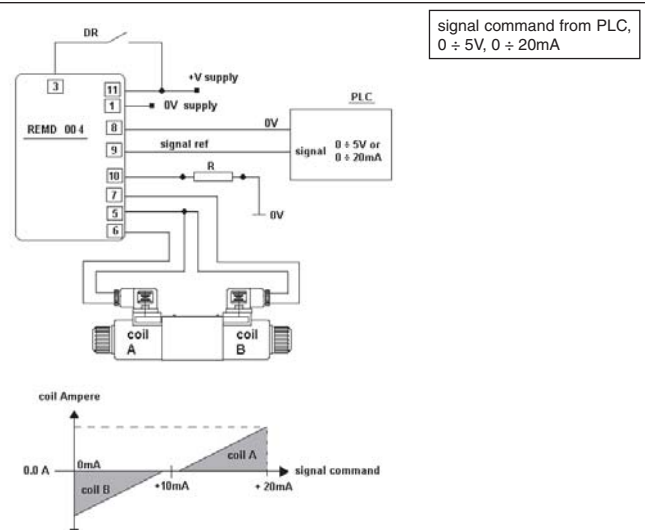 signal command from PLC,
0 ÷ 5V, 0 ÷ 20mA
DR
3
11
+V supply
1
0V supply
PLC
REMD 004
8
0V
9
signal ref
signal
0 ÷ 5V or
0 ÷ 20mA
10
R
7
5
0V
6
coil
A
coil
B
coil Ampere
coil A
0.0 A
0mA
signal command
coil B
+10mA
+ 20mA